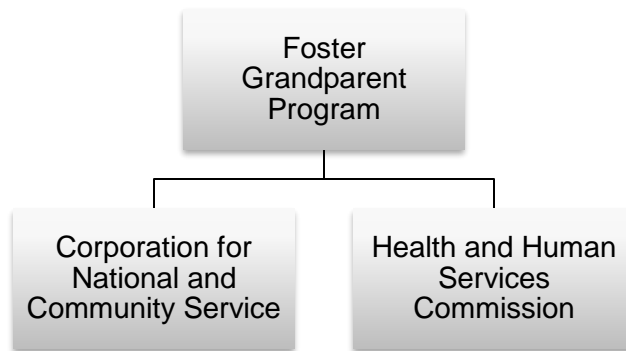 Foster
Grandparent
Program
Corporation for
National and
Community Service
Health and Human
Services
Commission